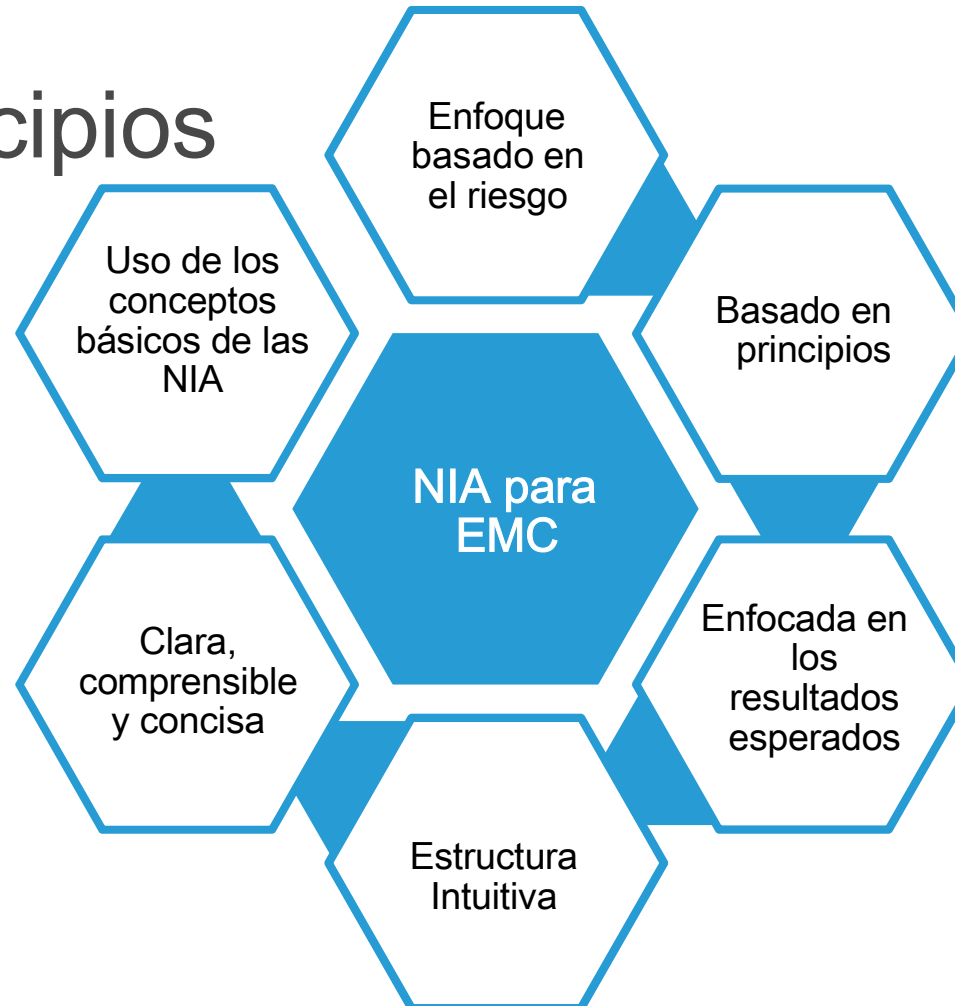 cipios
Enfoque
basado en
el riesgo
Basado en
principios
Enfocada en
los
resultados
esperados
Estructura
Intuitiva
Clara,
comprensible
y concisa
Uso de los
conceptos
básicos de las
NIA
NIA para
EMC